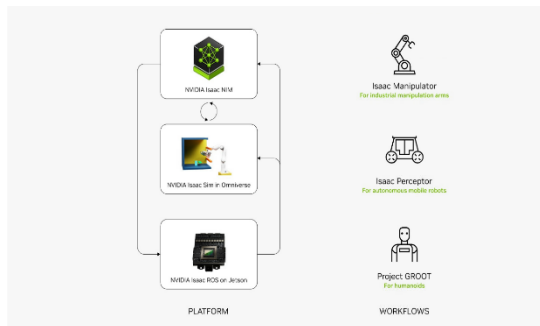 NVIDIA Isaac NIM
NVIDIA Isaac Sim in Omniverse
NVIDIA Isaac ROS on Jetson
PLATFORM
Isaac Manipulator
For industrial manipulation arms
Isaac Perceptor
For autonomous mobile robots
Project GROOT
For humanoids
WORKFLOWS